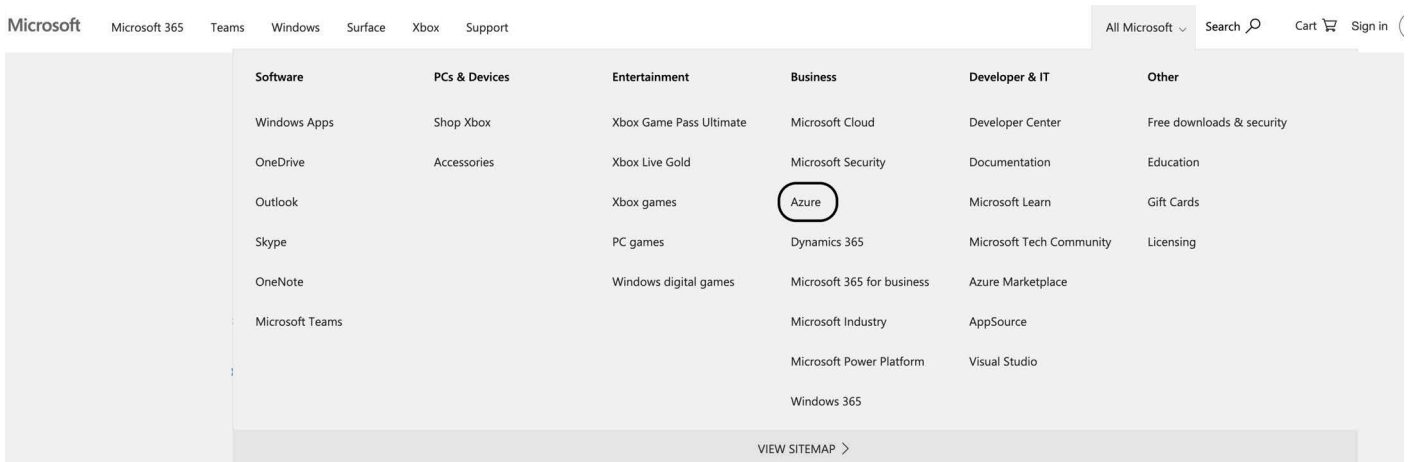 Microsoft Microsoft 365 Teams Windows Surface Xbox Support All Microsoft Search Cart Sign in
Software PCs & Devices Entertainment Business Developer & IT Other
Windows Apps Shop Xbox Xbox Game Pass Ultimate Microsoft Cloud Developer Center Free downloads & security
OneDrive Accessories Xbox Live Gold Microsoft Security Documentation Education
Outlook Xbox games Azure Microsoft Learn Gift Cards
Skype PC games Dynamics 365 Microsoft Tech Community Licensing
OneNote Windows digital games Microsoft 365 for business Azure Marketplace
Microsoft Teams Microsoft Industry AppSource
Microsoft Power Platform Visual Studio
Windows 365
VIEW SITEMAP